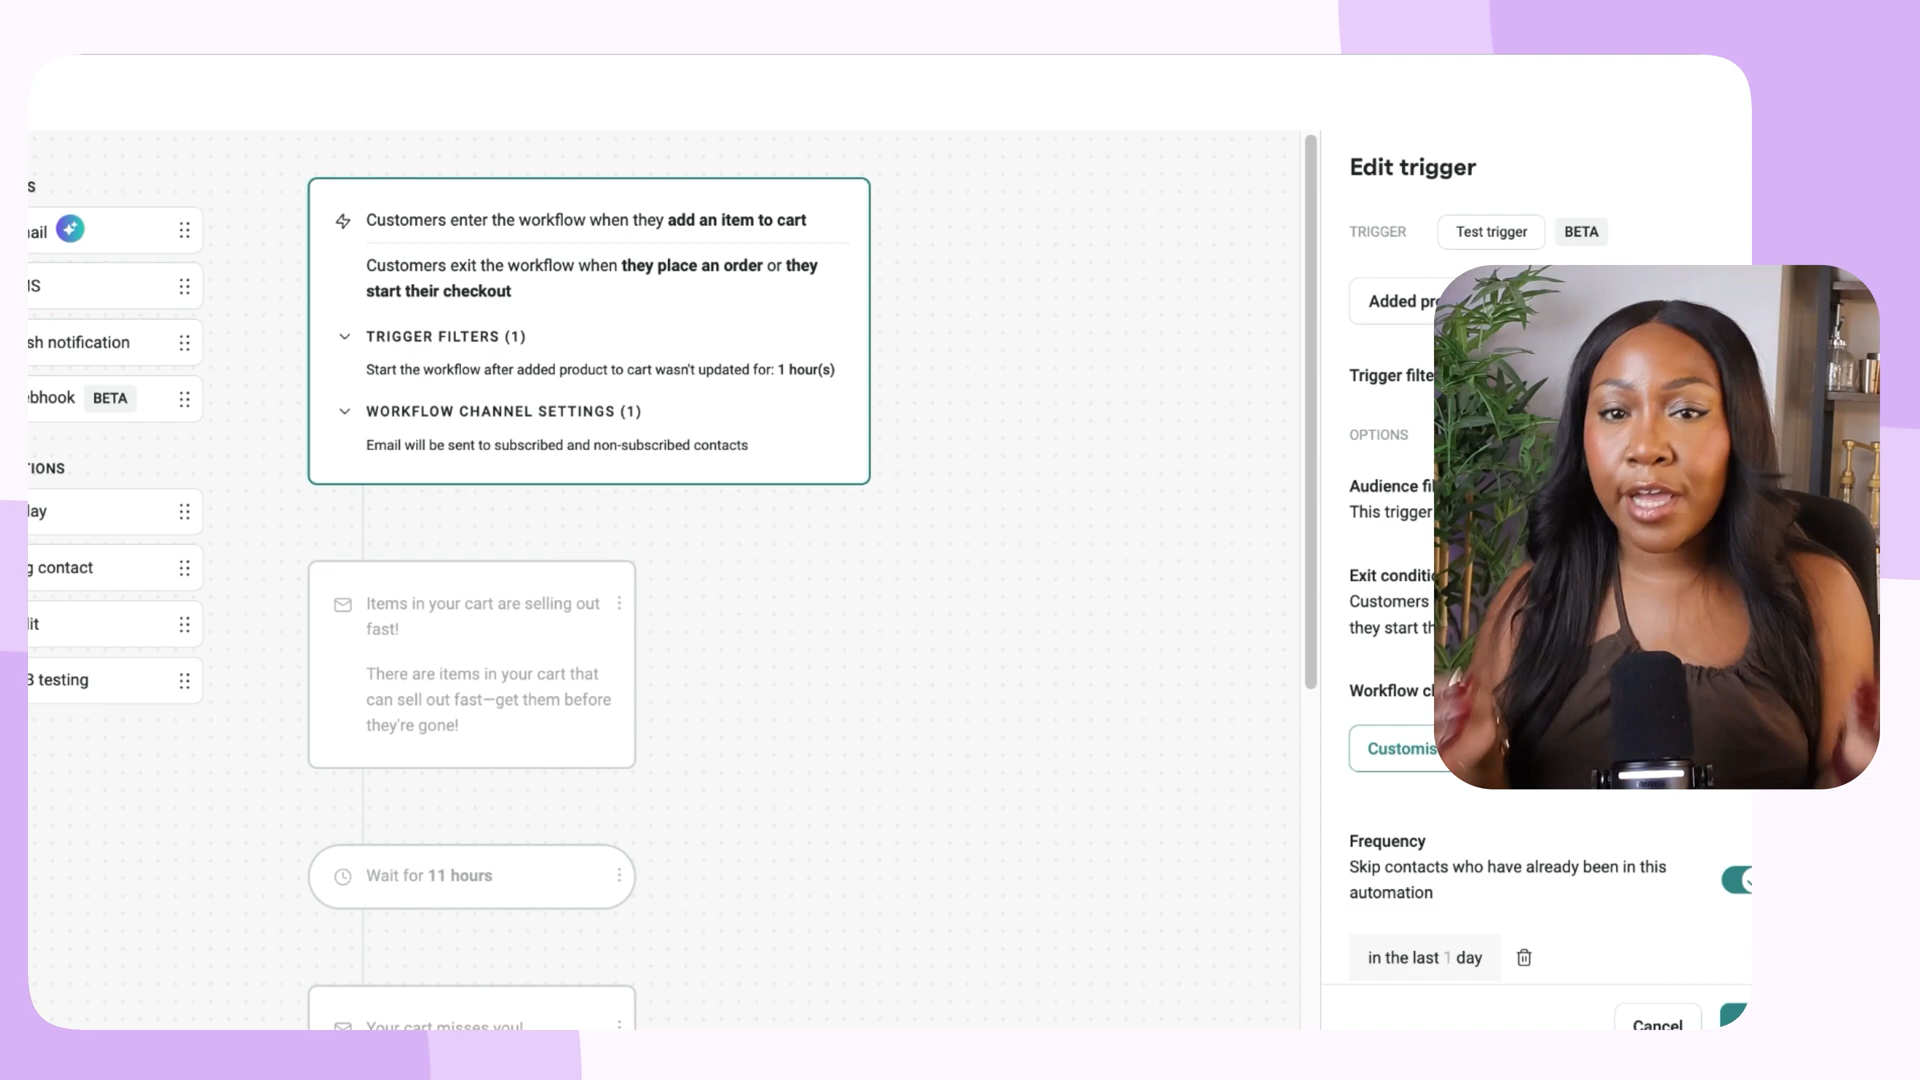 S
ail
IS
sh notification
ebhook BETA
IONS
lay
g contact
lit
B testing
Customers enter the workflow when they add an item to cart
Customers exit the workflow when they place an order or they
start their checkout
TRIGGER FILTERS (1)
Start the workflow after added product to cart wasn't updated for: 1 hour(s)
WORKFLOW CHANNEL SETTINGS (1)
Email will be sent to subscribed and non-subscribed contacts
Items in your cart are selling out
fast!
There are items in your cart that
can sell out fast—get them before
they're gone!
Wait for 11 hours
Your cart misses you!
Edit trigger
TRIGGER Test trigger BETA
Added pr
Trigger filte
OPTIONS
Audience fil
This trigger
Exit conditi
Customers
they start th
Workflow c
Customis
Frequency
Skip contacts who have already been in this
automation
in the last 1 day
Cancel